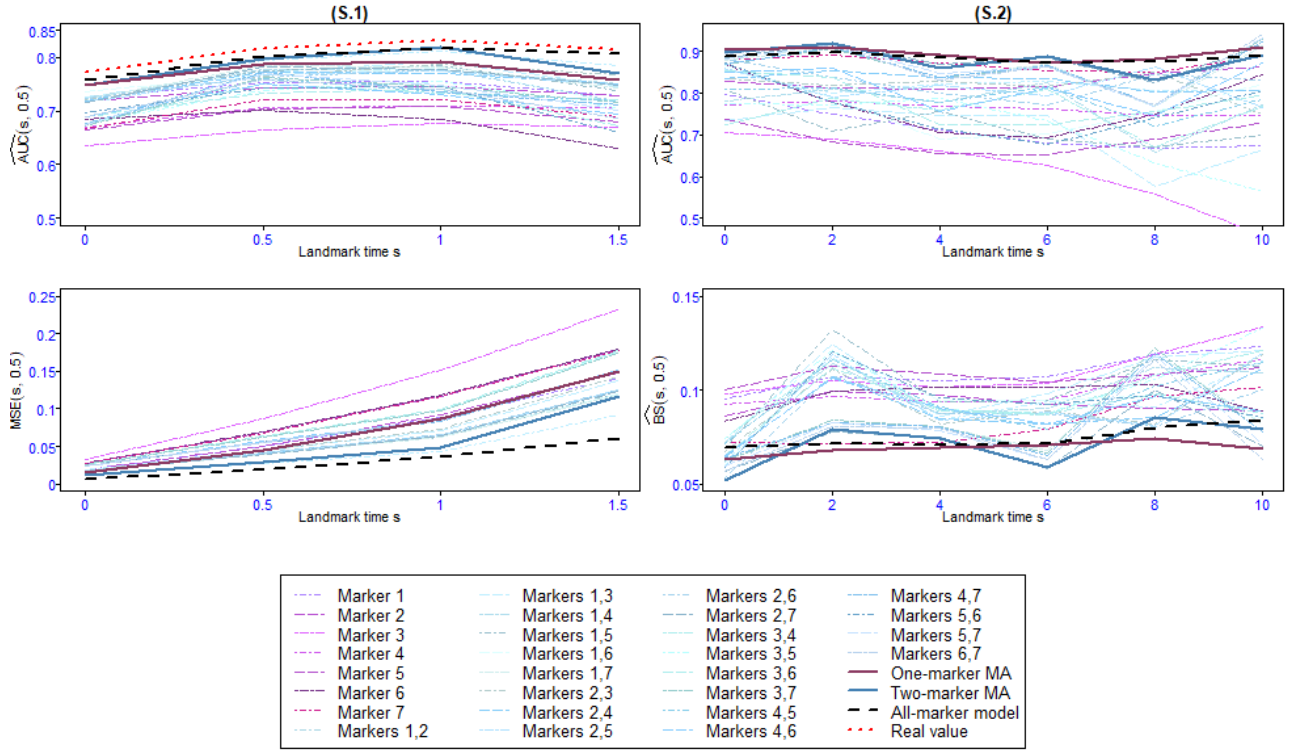 (S.1)
(S.2)
0.85
0.8
0.7
0.6
0.5
AUC(s, 0.5)
0
0.5
1
1.5
Landmark time s
0.9
0.8
0.7
0.6
0.5
AUC(s, 0.5)
0
2
4
6
8
10
Landmark time s
0.25
0.2
0.15
0.1
0.05
0
MSE(s, 0.5)
0
0.5
1
1.5
Landmark time s
0.15
0.1
0.05
BS(s, 0.5)
0
2
4
6
8
10
Landmark time s
Marker 1
Marker 2
Marker 3
Marker 4
Marker 5
Marker 6
Marker 7
Markers 1,2
Markers 1,3
Markers 1,4
Markers 1,5
Markers 1,6
Markers 1,7
Markers 2,3
Markers 2,4
Markers 2,5
Markers 2,6
Markers 2,7
Markers 3,4
Markers 3,5
Markers 3,6
Markers 3,7
Markers 4,5
Markers 4,6
Markers 4,7
Markers 5,6
Markers 5,7
Markers 6,7
One-marker MA
Two-marker MA
All-marker model
Real value